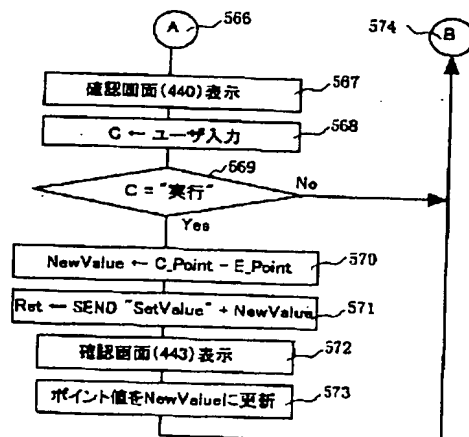 A
566
574
B
確認画面(440)表示
567
C ← ユーザ入力
568
569
C = "実行"
No
Yes
NewValue ← C_Point - E_Point
570
Ret ← SEND "SetValue" + NewValue
571
確認画面(443)表示
572
ポイント値をNewValueに更新
573